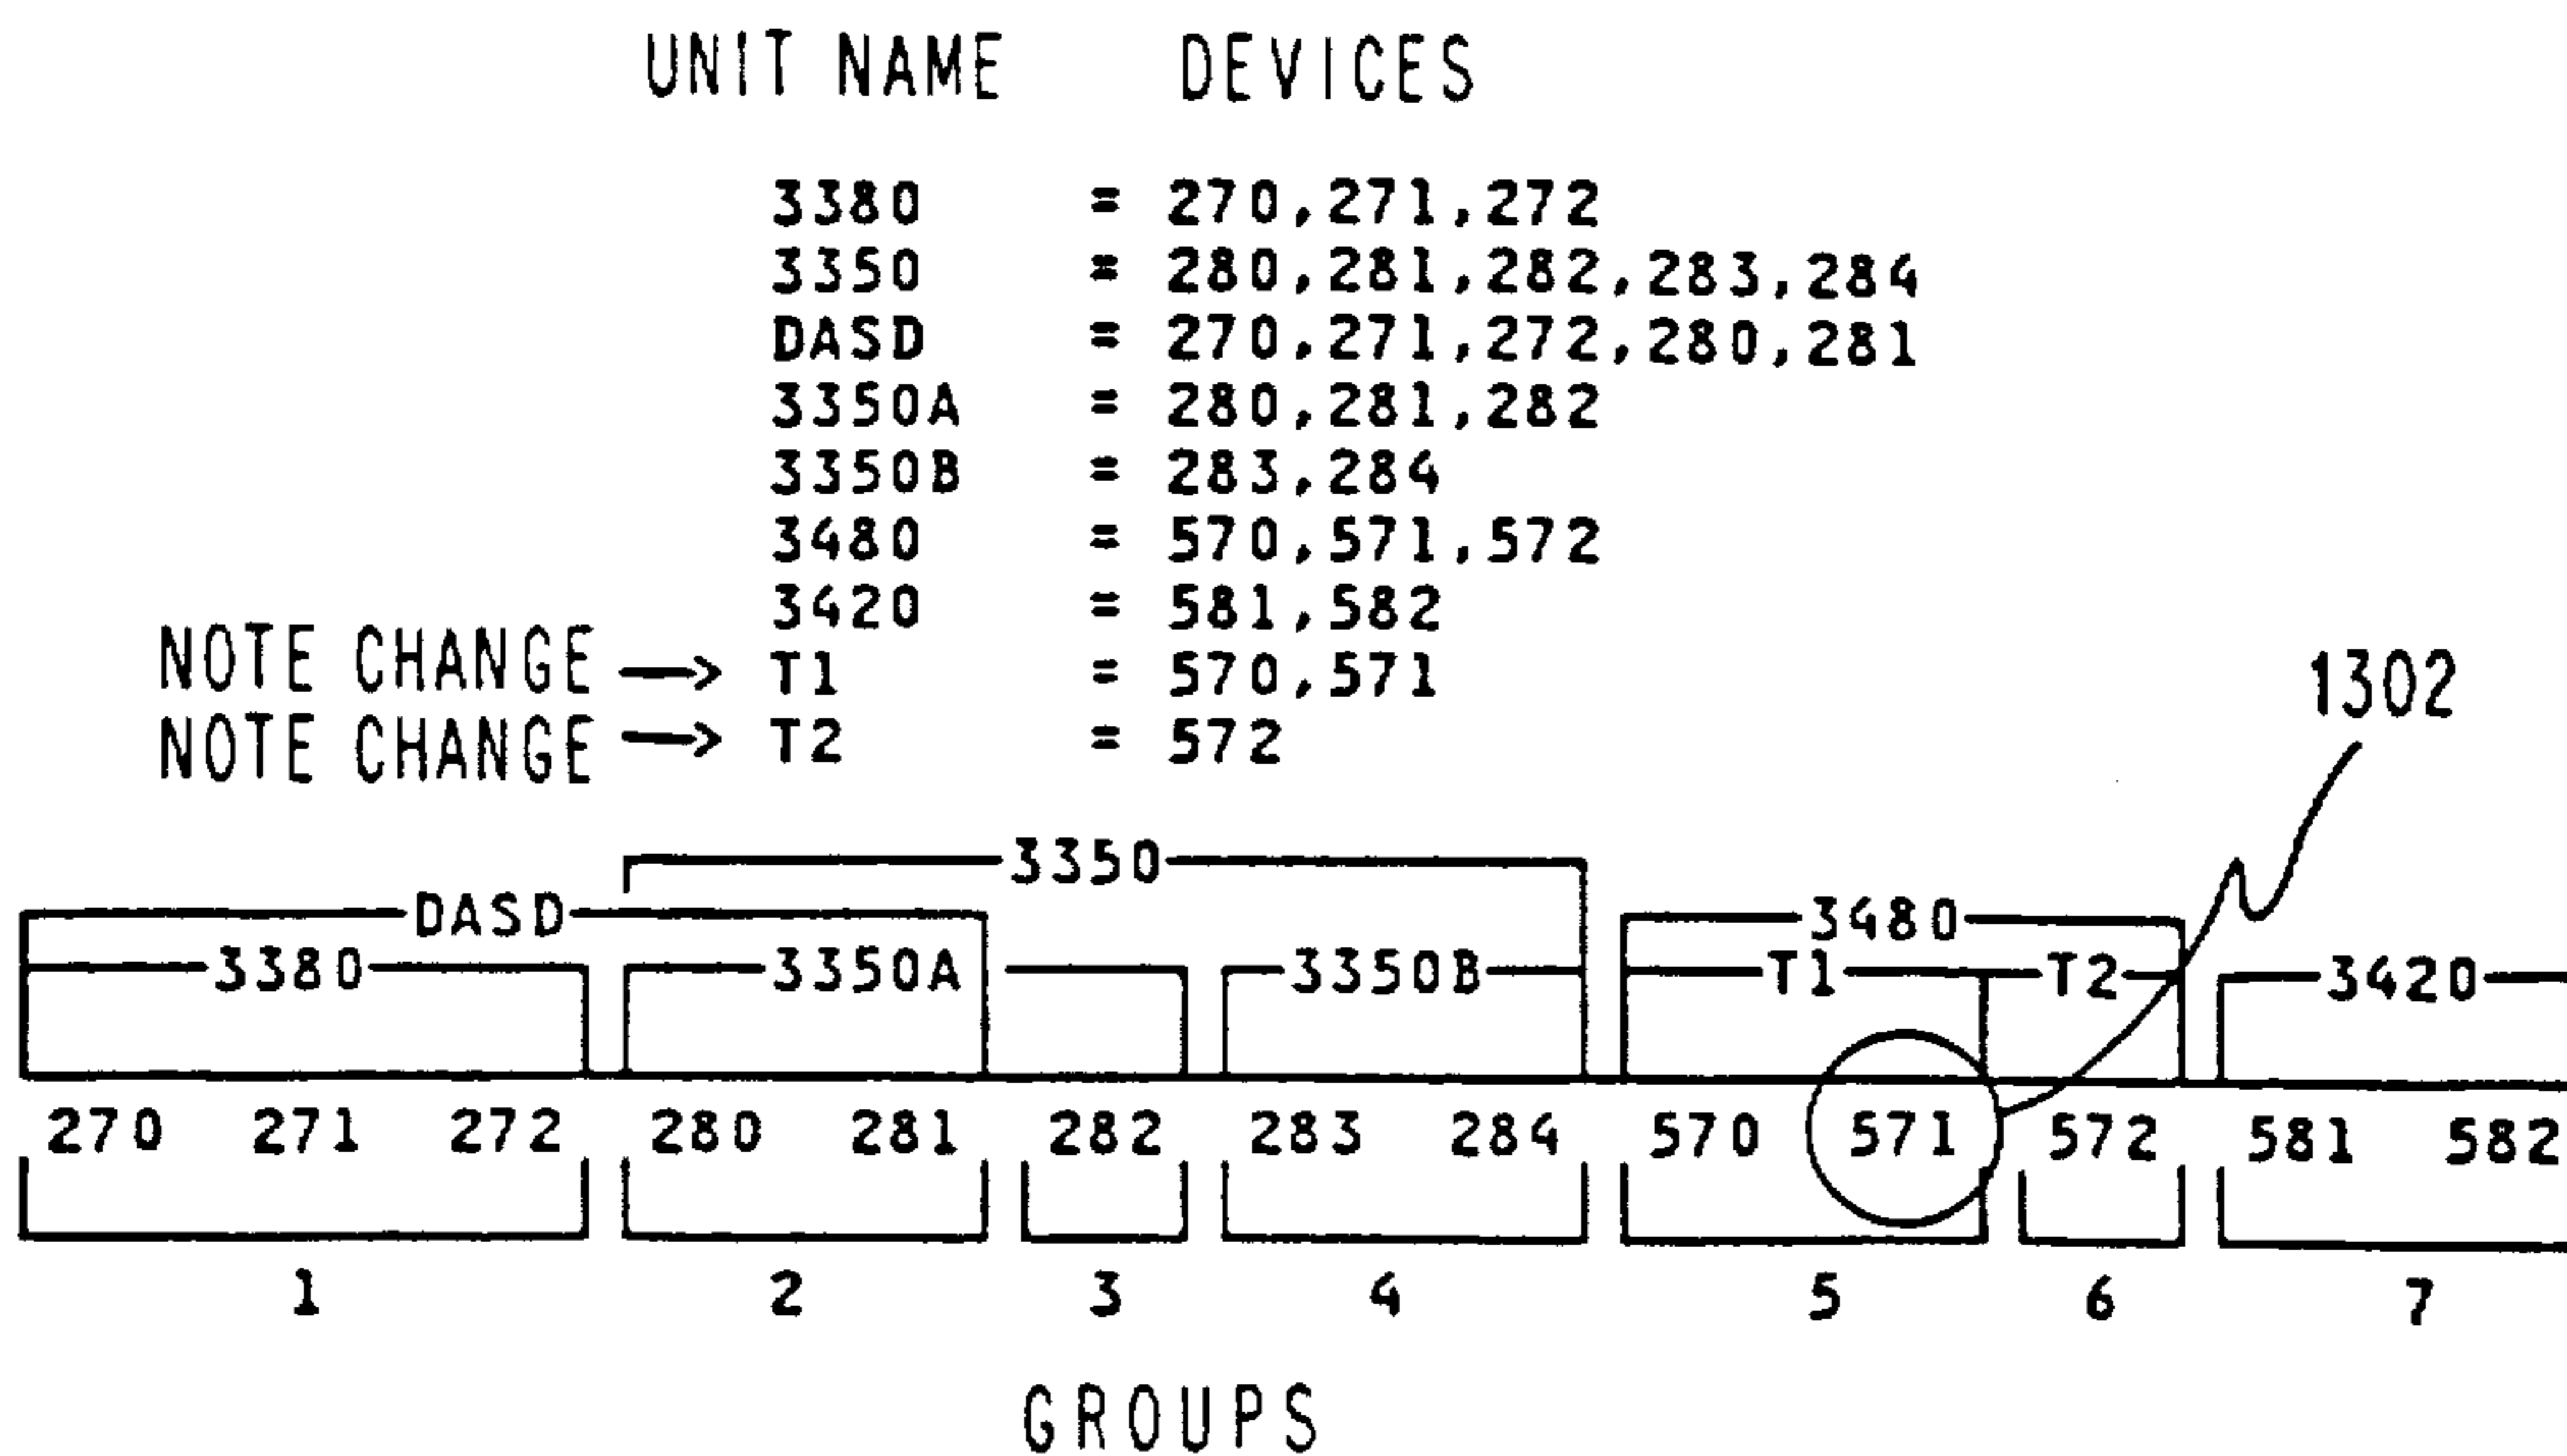 UNIT NAME DEVICES
3380 = 270,271,272
3350 = 280,281,282,283,284
DASD = 270,271,272,280,281
3350A = 280,281,282
3350B = 283,284
3480 = 570,571,572
3420 = 581,582
NOTE CHANGE → T1 = 570,571
NOTE CHANGE → T2 = 572
1302
3350
DASD 3480
3380 3350A 3350B T1 T2 3420
270 271 272 280 281 282 283 284 570 571 572 581 582
1 2 3 4 5 6 7
GROUPS